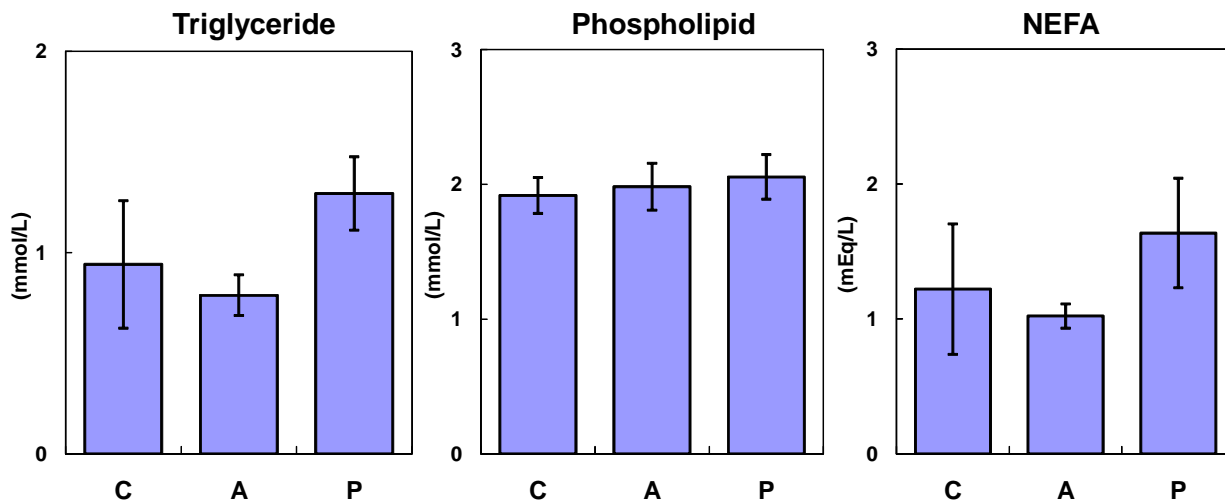 Triglyceride
2
1
0
(mmol/L)
C A P
Phospholipid
3
2
1
0
(mmol/L)
C A P
NEFA
3
2
1
0
(mEq/L)
C A P